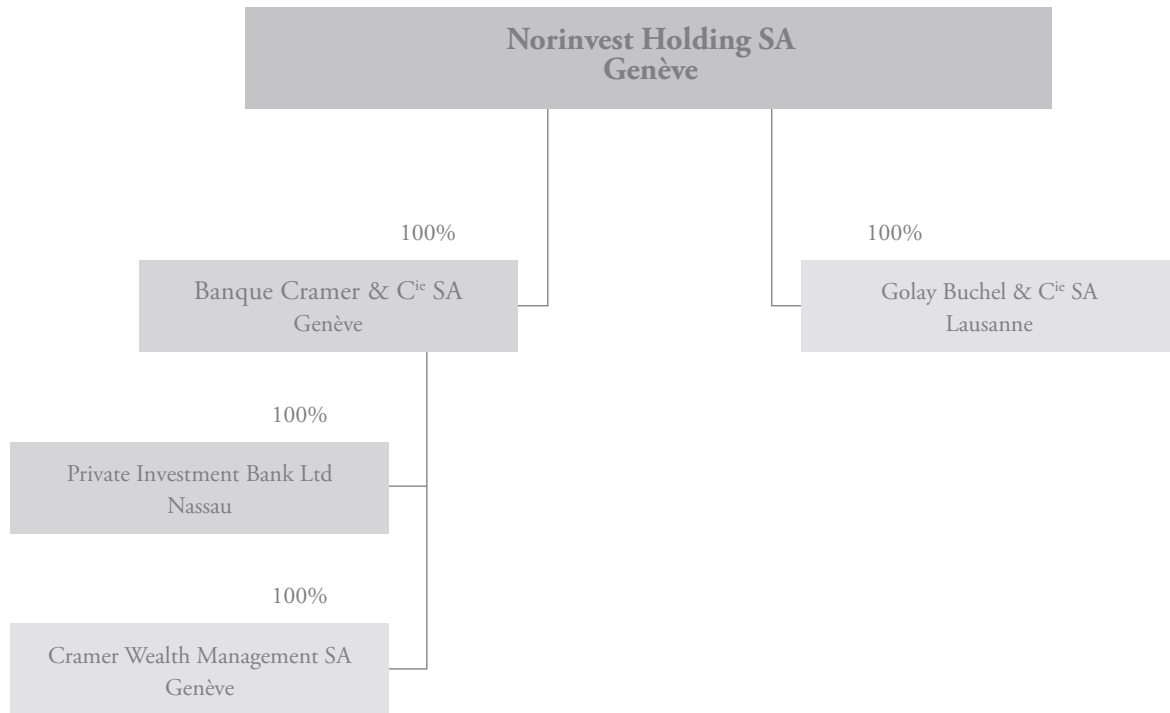 Norinvest Holding SA
Genève
100%
Banque Cramer & Cie SA
Genève
100%
Golay Buchel & Cie SA
Lausanne
100%
Private Investment Bank Ltd
Nassau
100%
Cramer Wealth Management SA
Genève